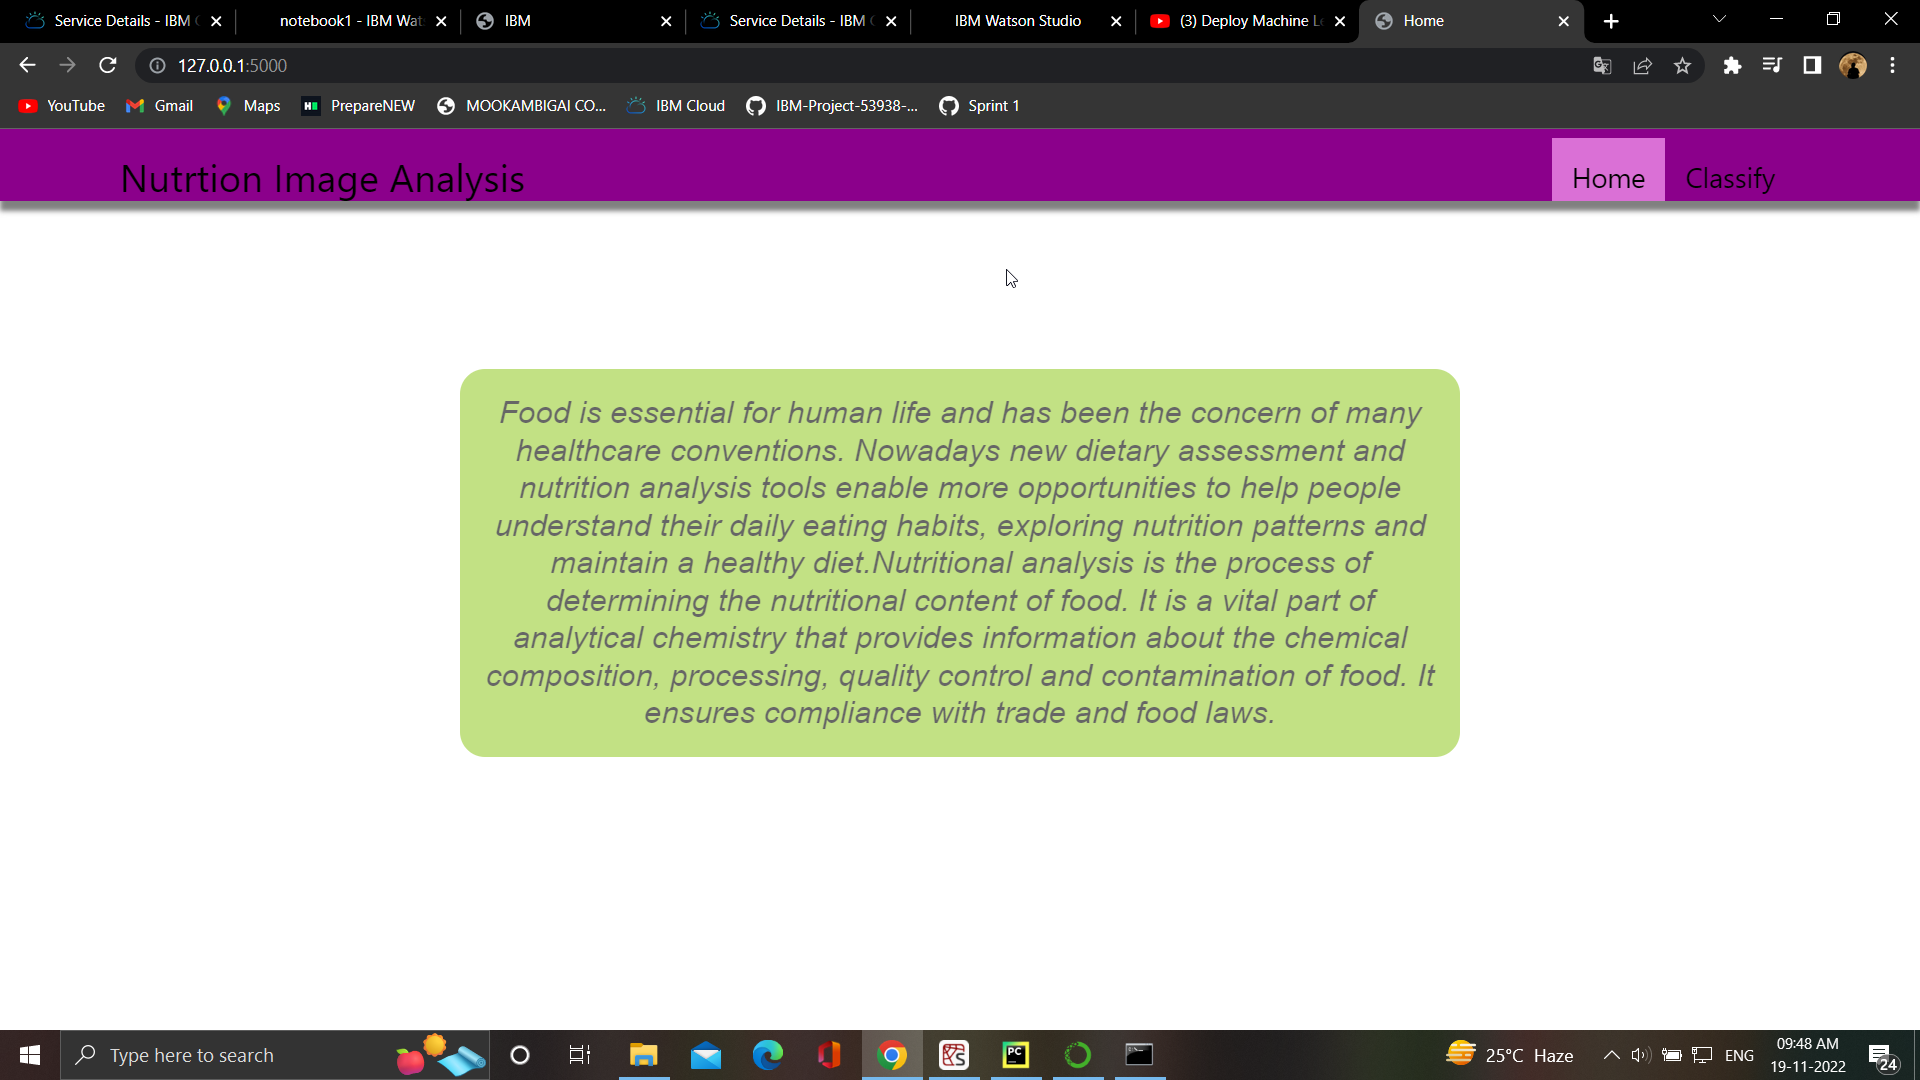 Service Details - IBM
notebook1 - IBM Wat
IBM
Service Details - IBM
IBM Watson Studio
(3) Deploy Machine Le
Home
127.0.0.1:5000
YouTube
Gmail
Maps
PrepareNEW
MOOKAMBIGAI CO...
IBM Cloud
IBM-Project-53938-...
Sprint 1
Nutrtion Image Analysis
Home
Classify
Food is essential for human life and has been the concern of many
healthcare conventions. Nowadays new dietary assessment and
nutrition analysis tools enable more opportunities to help people
understand their daily eating habits, exploring nutrition patterns and
maintain a healthy diet.Nutritional analysis is the process of
determining the nutritional content of food. It is a vital part of
analytical chemistry that provides information about the chemical
composition, processing, quality control and contamination of food. It
ensures compliance with trade and food laws.
Type here to search
PC
25°C Haze
ENG
09:48 AM
19-11-2022
24